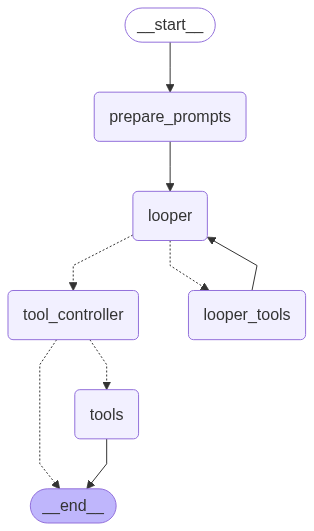 __start__
prepare_prompts
looper
tool_controller
looper_tools
tools
__end__